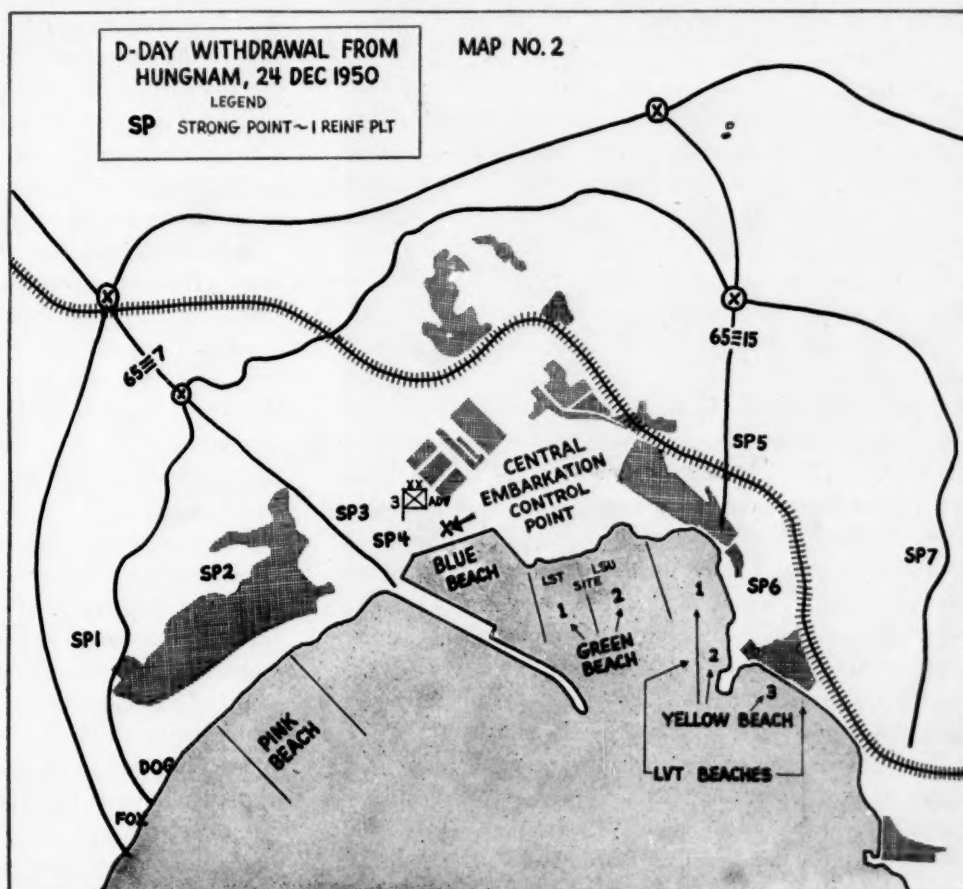 D-DAY WITHDRAWAL FROM
HUNGNAM, 24 DEC 1950
LEGEND
SP STRONG POINT~1 REINF PLT
MAP NO. 2
65 7
65 15
SP5
CENTRAL
EMBARKATION
CONTROL
POINT
XX
3 ADV
SP3
SP4
X
BLUE
BEACH
LST
LSU
SITE
1
2
GREEN
BEACH
1
2
3
YELLOW BEACH
LVT BEACHES
SP2
SP1
SP6
SP7
PINK
BEACH
DOG
FOX